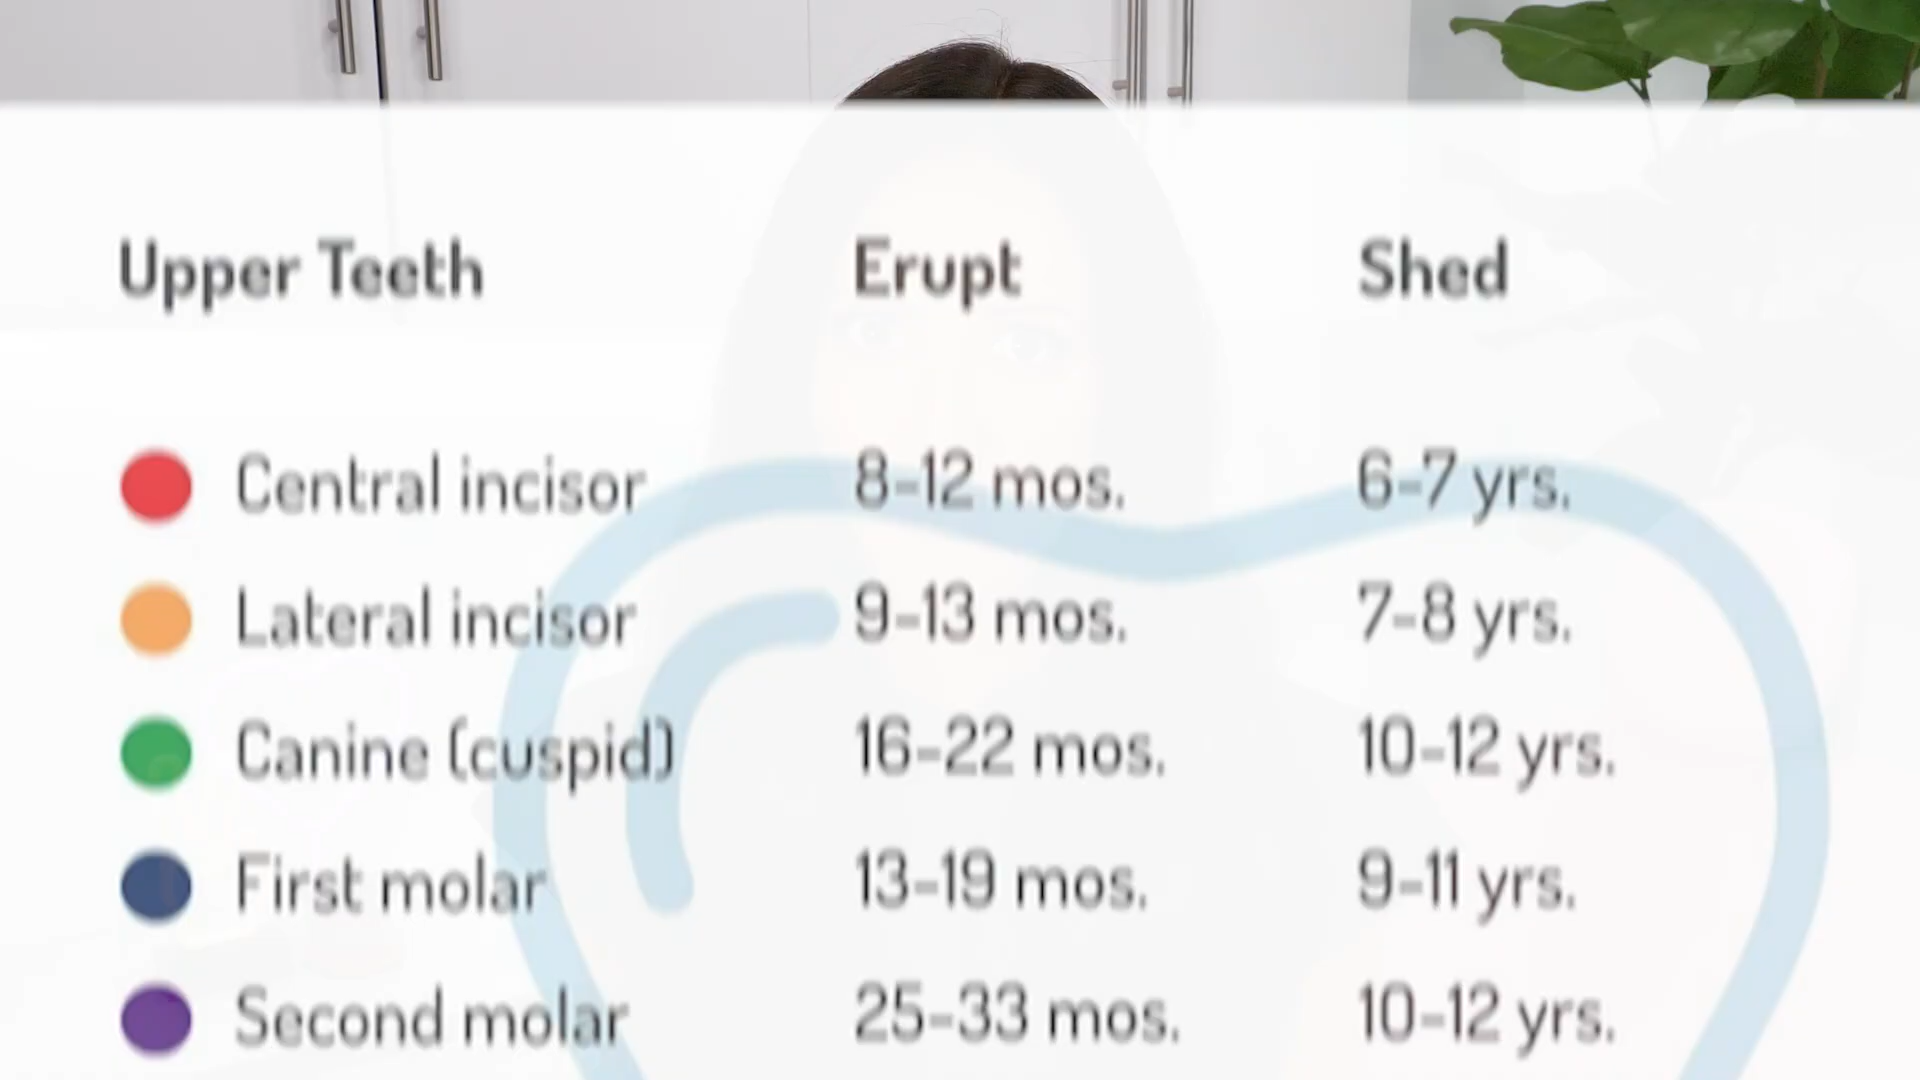 Upper Teeth Erupt Shed
Central incisor 8-12 mos. 6-7 yrs.
Lateral incisor 9-13 mos. 7-8 yrs.
Canine (cuspid) 16-22 mos. 10-12 yrs.
First molar 13-19 mos. 9-11 yrs.
Second molar 25-33 mos. 10-12 yrs.